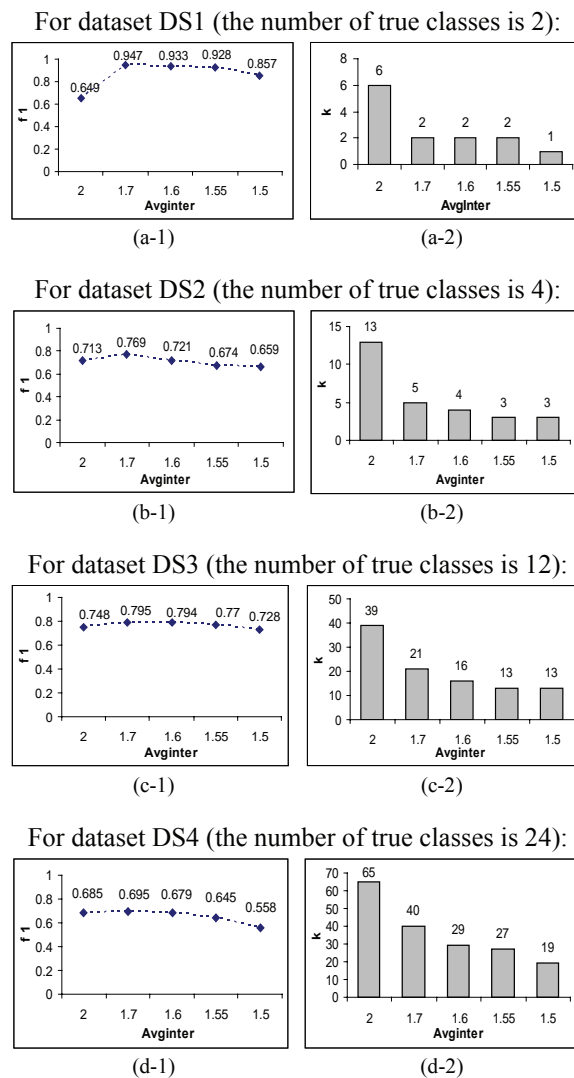 For dataset DS1 (the number of true classes is 2):
0.649 0.947 0.933 0.928 0.857
1
0.8
0.6
0.4
0.2
0
f 1
2 1.7 1.6 1.55 1.5
Avginter
(a-1)
6 2 2 2 1
8
6
4
2
0
k
2 1.7 1.6 1.55 1.5
AvgInter
(a-2)
For dataset DS2 (the number of true classes is 4):
0.713 0.769 0.721 0.674 0.659
1
0.8
0.6
0.4
0.2
0
f 1
2 1.7 1.6 1.55 1.5
Avginter
(b-1)
13 5 4 3 3
15
10
5
0
k
2 1.7 1.6 1.55 1.5
Avginter
(b-2)
For dataset DS3 (the number of true classes is 12):
0.748 0.795 0.794 0.77 0.728
1
0.8
0.6
0.4
0.2
0
f 1
2 1.7 1.6 1.55 1.5
Avginter
(c-1)
39 21 16 13 13
50
40
30
20
10
0
k
2 1.7 1.6 1.55 1.5
Avginter
(c-2)
For dataset DS4 (the number of true classes is 24):
0.685 0.695 0.679 0.645 0.558
1
0.8
0.6
0.4
0.2
0
f 1
2 1.7 1.6 1.55 1.5
Avginter
(d-1)
65 40 29 27 19
70
60
50
40
30
20
10
0
k
2 1.7 1.6 1.55 1.5
Avginter
(d-2)